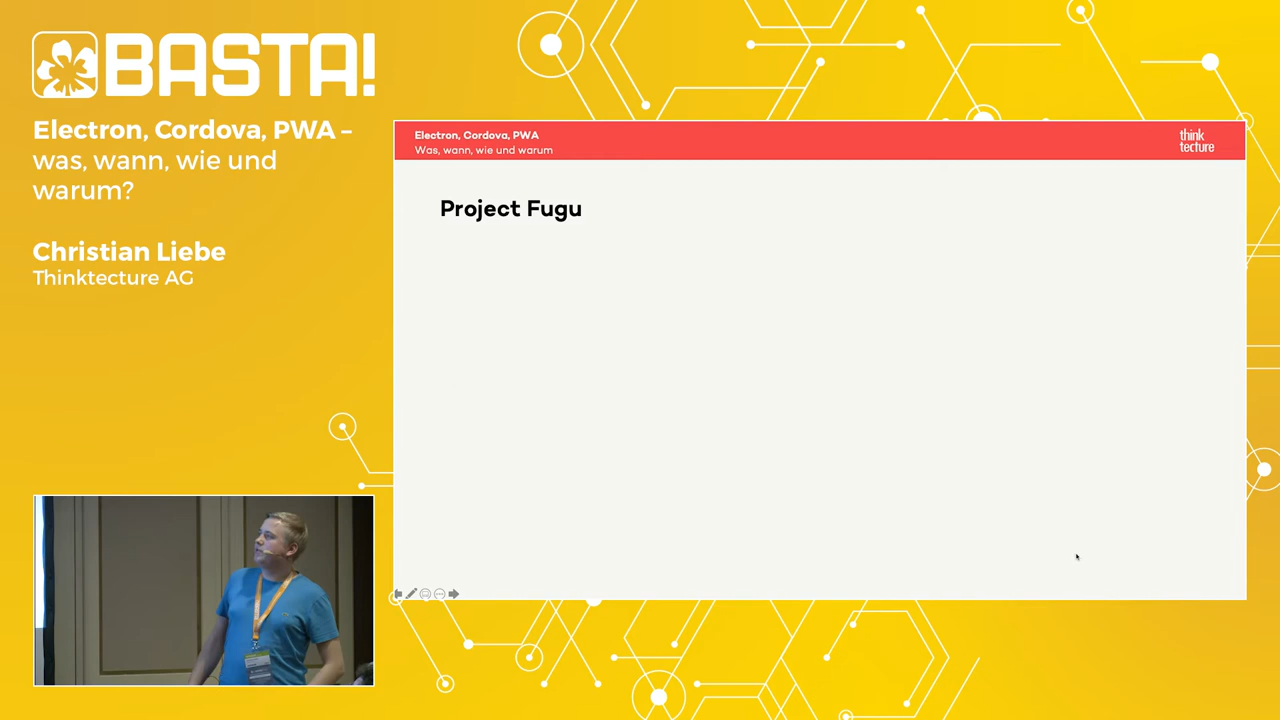 BASTA!
Electron, Cordova, PWA –
was, wann, wie und
warum?
Christian Liebe
Thinktecture AG
Electron, Cordova, PWA
Was, wann, wie und warum
think
tecture
Project Fugu